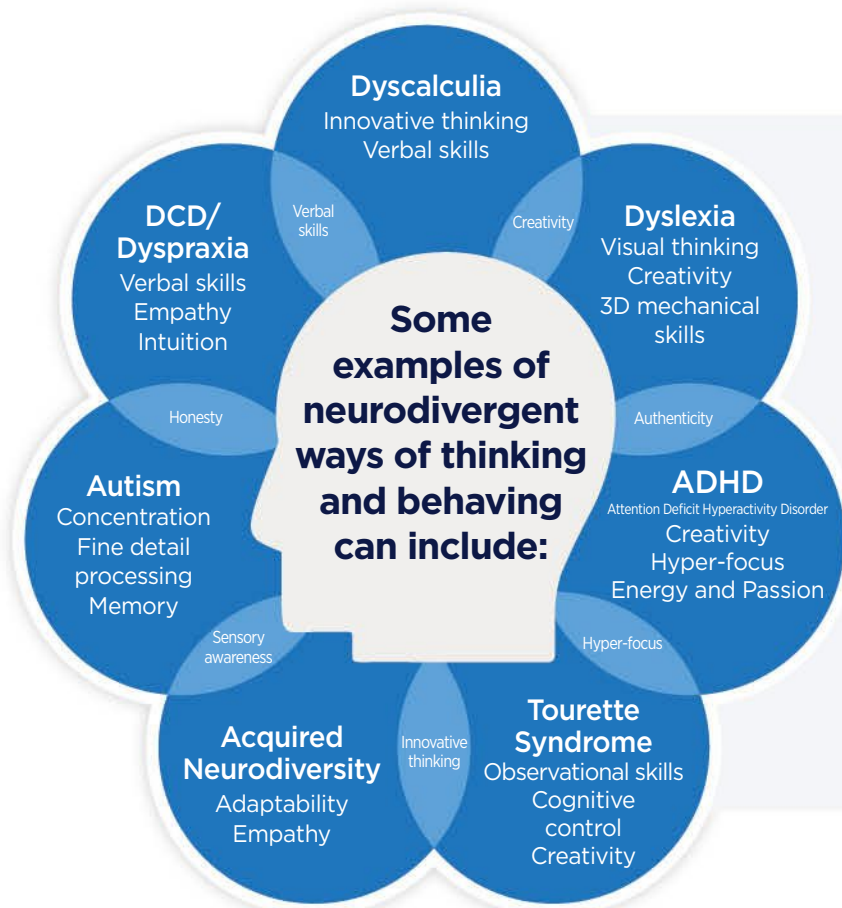 Dyscalculia
Innovative thinking
Verbal skills
Creativity
Dyslexia
Visual thinking
Creativity
3D mechanical
skills
Authenticity
ADHD
Attention Deficit Hyperactivity Disorder
Creativity
Hyper-focus
Energy and Passion
Hyper-focus
Tourette
Syndrome
Observational skills
Cognitive
control
Creativity
Innovative
thinking
Acquired
Neurodiversity
Adaptability
Empathy
Sensory
awareness
Autism
Concentration
Fine detail
processing
Memory
Honesty
DCD/
Dyspraxia
Verbal skills
Empathy
Intuition
Verbal
skills
Some
examples of
neurodivergent
ways of thinking
and behaving
can include: